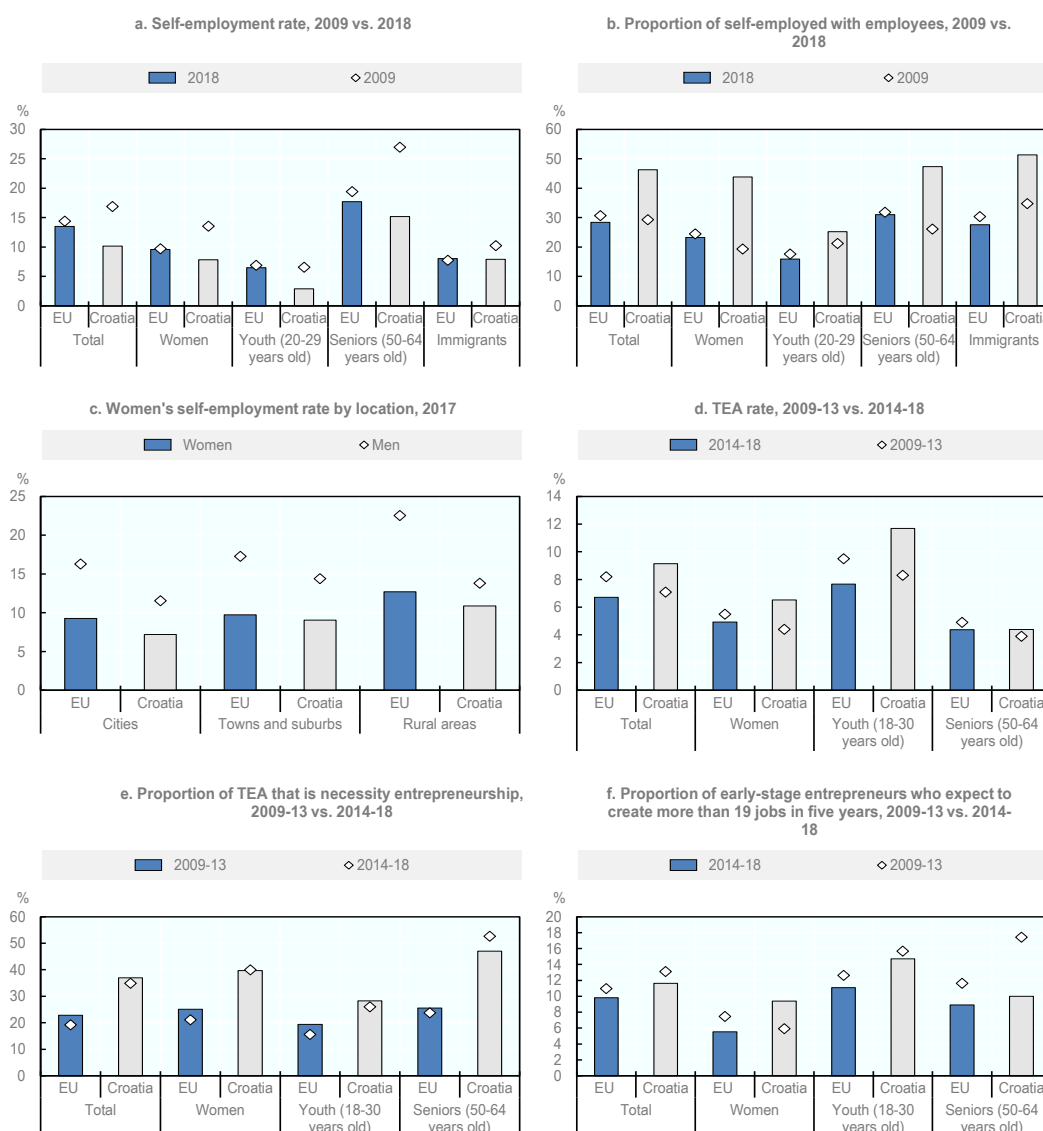 a. Self-employment rate, 2009 vs. 2018
2018 2009
%
30
25
20
15
10
5
0
EU Croatia EU Croatia EU Croatia EU Croatia EU Croatia
Total Women Youth (20-29 Seniors (50-64 Immigrants
years old) years old)
b. Proportion of self-employed with employees, 2009 vs.
2018
2018 2009
%
60
50
40
30
20
10
0
EU Croatia EU Croatia EU Croatia EU Croatia EU Croati
Total Women Youth (20-29 Seniors (50-64 Immigrants
years old) years old)
c. Women's self-employment rate by location, 2017
Women Men
%
25
20
15
10
5
0
EU Croatia EU Croatia EU Croatia
Cities Towns and suburbs Rural areas
d. TEA rate, 2009-13 vs. 2014-18
2014-18 2009-13
%
14
12
10
8
6
4
2
0
EU Croatia EU Croatia EU Croatia EU Croatia
Total Women Youth (18-30 Seniors (50-64
years old) years old)
e. Proportion of TEA that is necessity entrepreneurship,
2009-13 vs. 2014-18
2009-13 2014-18
%
60
50
40
30
20
10
0
EU Croatia EU Croatia EU Croatia EU Croatia
Total Women Youth (18-30 Seniors (50-64
years old) years old)
f. Proportion of early-stage entrepreneurs who expect to
create more than 19 jobs in five years, 2009-13 vs. 2014-
18
2014-18 2009-13
%
20
18
16
14
12
10
8
6
4
2
0
EU Croatia EU Croatia EU Croatia EU Croatia
Total Women Youth (18-30 Seniors (50-64
years old) years old)